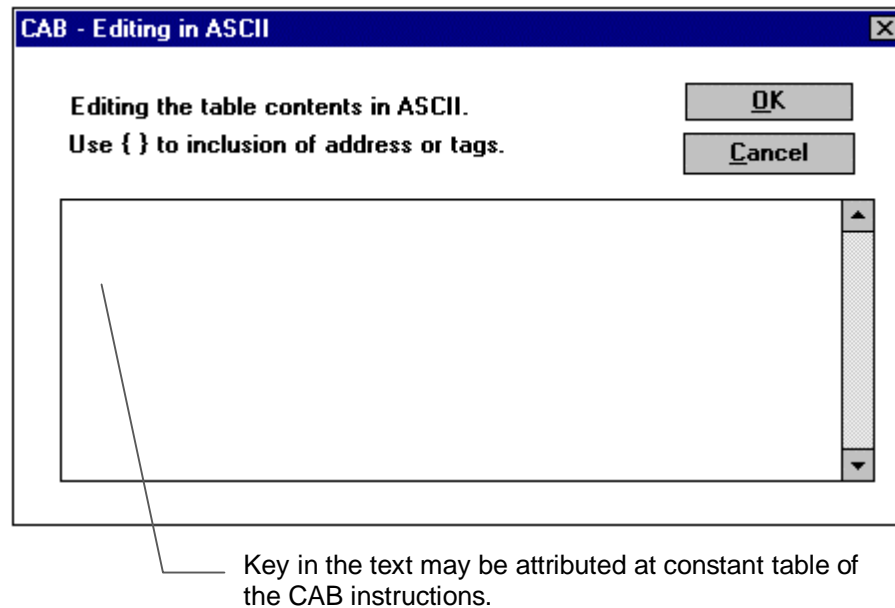 CAB - Editing in ASCII
Editing the table contents in ASCII.
OK
Use { } to inclusion of address or tags.
Cancel
Key in the text may be attributed at constant table of
the CAB instructions.